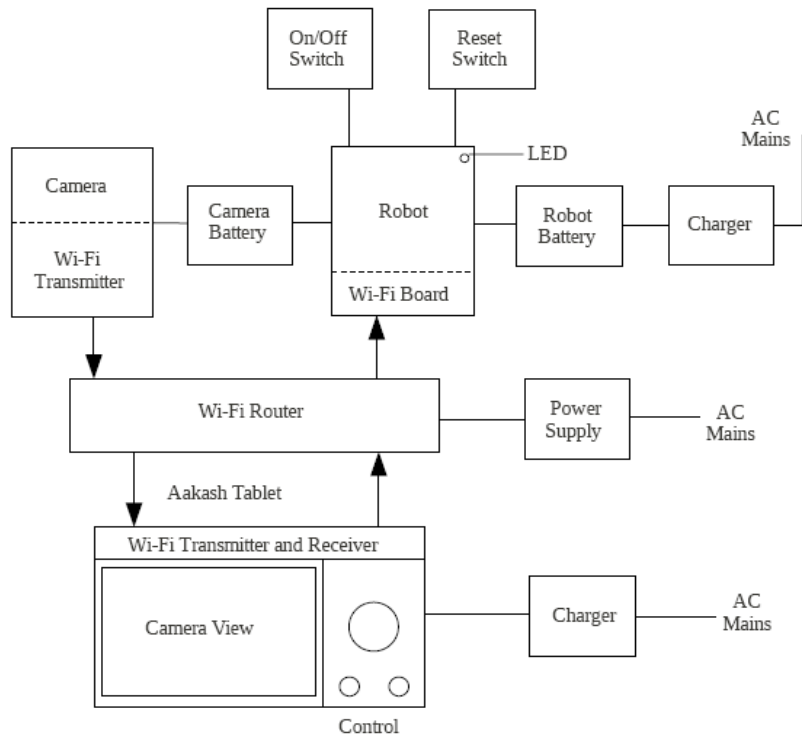 On/Off
Switch
Reset
Switch
AC
Mains
LED
Camera
Wi-Fi
Transmitter
Camera
Battery
Robot
Wi-Fi Board
Robot
Battery
Charger
Wi-Fi Router
Power
Supply
AC
Mains
Aakash Tablet
Wi-Fi Transmitter and Receiver
Camera View
Control
Charger
AC
Mains